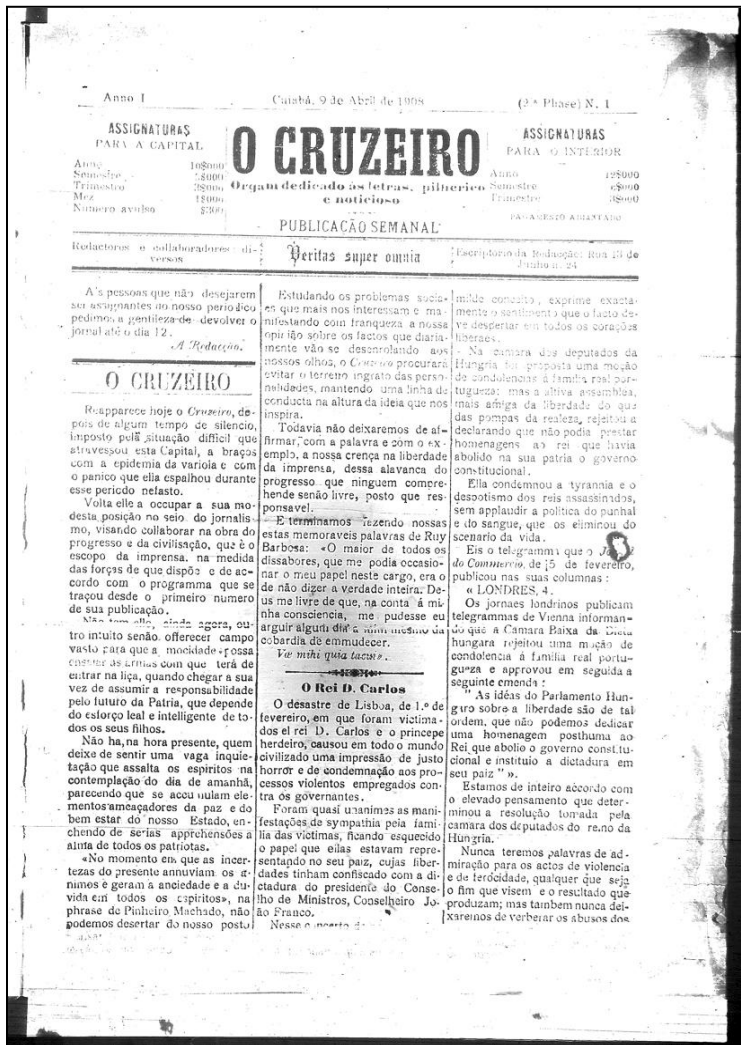 Anno I
Cuiabá, 9 de Abril de 1908
(2.ª Phase) N. 1
ASSIGNATURAS
PARA A CAPITAL
Anno 10$000
Semestre 5$000
Trimestre 3$000
Mez 1$000
Numero avulso $300
O CRUZEIRO
Orgam dedicado ás letras, pilherico
e noticioso
PUBLICAÇÃO SEMANAL
ASSIGNATURAS
PARA O INTERIOR
Anno 12$000
Semestre 6$000
Trimestre 3$000
PAGAMENTO ADIANTADO
Redactores e collaboradores: di-
versos
Veritas super omnia
Escriptorio da Redacção: Rua 13 de
Junho n. 24
A's pessoas que não desejarem
ser assignantes do nosso periodico
pedimos a gentileza de devolver o
jornal até o dia 12.
A Redacção.
O CRUZEIRO
Reapparece hoje o Cruzeiro, de-
pois de algum tempo de silencio,
imposto pela situação difficil que
atravessou esta Capital, a braços
com a epidemia da variola e com
o panico que ella espalhou durante
esse periodo nefasto.
Volta elle a occupar a sua mo-
desta posição no seio do jornalis-
mo, visando collaborar na obra do
progresso e da civilisação, que é o
escopo da imprensa, na medida
das forças de que dispõe e de ac-
cordo com o programma que se
traçou desde o primeiro numero
de sua publicação.
Não tem elle, ainda agora, ou-
tro intuito senão offerecer campo
vasto para que a mocidade possa
as armas com que terá de
entrar na liça, quando chegar a sua
vez de assumir a responsabilidade
pelo futuro da Patria, que depende
do esforço leal e intelligente de to-
dos os seus filhos.
Não ha, na hora presente, quem
deixe de sentir uma vaga inquie-
tação que assalta os espiritos na
contemplação do dia de amanhã,
parecendo que se accumulam ele-
mentos ameaçadores da paz e do
bem estar do nosso Estado, en-
chendo de serias apprehensões a
alma de todos os patriotas.
«No momento em que as incer-
tezas do presente annuviam os a-
nimos e geram a anciedade e a du-
vida em todos os espiritos», na
phrase de Pinheiro Machado, não
podemos desertar do nosso posto
Estudando os problemas socia-
es que mais nos interessam e ma-
nifestando com franqueza a nossa
opinião sobre os factos que diaria-
mente vão se desenrolando aos
nossos olhos, o Cruzeiro procurará
evitar o terreno ingrato das perso-
nalidades, mantendo uma linha de
conducta na altura da ideia que nos
inspira.
Todavia não deixaremos de af-
firmar, com a palavra e com o ex-
emplo, a nossa crença na liberdade
da imprensa, dessa alavanca do
progresso que ninguem compre-
hende senão livre, posto que res-
ponsavel.
E terminamos fazendo nossas
estas memoraveis palavras de Ruy
Barbosa: «O maior de todos os
dissabores, que me podia occasio-
nar o meu papel neste cargo, era o
de não dizer a verdade inteira. De-
us me livre de que, na conta á mi-
nha consciencia, me pudesse eu
arguir algum dia a mim mesmo da
cobardia de emmudecer.
Væ mihi quia tacui».
O Rei D. Carlos
O desastre de Lisboa, de 1.º de
fevereiro, em que foram victima-
dos el rei D. Carlos e o principe
herdeiro, causou em todo o mundo
civilizado uma impressão de justo
horror e de condemnação aos pro-
cessos violentos empregados con-
tra os governantes.
Foram quasi unanimes as mani-
festações de sympathia pela fami-
lia das victimas, ficando esquecido
o papel que ellas estavam repre-
sentando no seu paiz, cujas liber-
dades tinham confiscado com a di-
ctadura do presidente do Conse-
lho de Ministros, Conselheiro Jo-
ão Franco.
Nesse concerto
milde conceito, exprime exacta-
mente o sentimento que o facto de-
ve despertar em todos os corações
liberaes.
Na camara dos deputados da
Hungria foi proposta uma moção
de condolencias á familia real por-
tugueza: mas a altiva assembléa,
mais amiga da liberdade do que
das pompas da realeza, rejeitou a
declarando que não podia prestar
homenagens ao rei que havia
abolido na sua patria o governo
constitucional.
Ella condemnou a tyrannia e o
despotismo dos reis assassinados,
sem applaudir a politica do punhal
e do sangue, que os eliminou do
scenario da vida.
Eis o telegramma que o
do Commercio, de 5 de fevereiro,
publicou nas suas columnas:
« LONDRES, 4.
Os jornaes londrinos publicam
telegrammas de Vienna informan-
do que a Camara Baixa da Dieta
hungara rejeitou uma moção de
condolencia á familia real portu-
gueza e approvou em seguida a
seguinte emenda:
" As idéas do Parlamento Hun-
garo sobre a liberdade são de tal
ordem, que não podemos dedicar
uma homenagem posthuma ao
Rei que abolio o governo constitu-
cional e instituio a dictadura em
seu paiz "».
Estamos de inteiro accordo com
o elevado pensamento que deter-
minou a resolução tomada pela
camara dos deputados do reino da
Hungria.
Nunca teremos palavras de ad-
miração para os actos de violencia
e de ferocidade, qualquer que seja
o fim que visem e o resultado que
produzam; mas tambem nunca dei-
xaremos de verberar os abusos dos